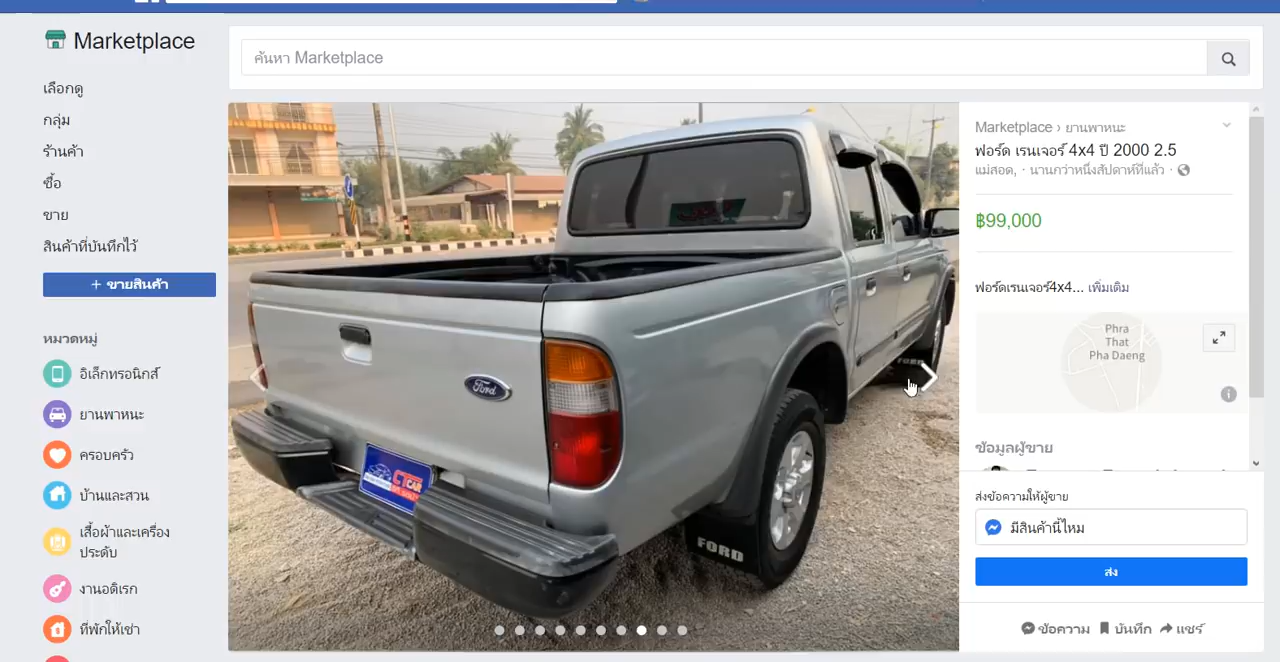 Marketplace
ค้นหา Marketplace
เลือกดู
กลุ่ม
ร้านค้า
ซื้อ
ขาย
สินค้าที่บันทึกไว้
+ ขายสินค้า
หมวดหมู่
อิเล็กทรอนิกส์
ยานพาหนะ
ครอบครัว
บ้านและสวน
เสื้อผ้าและเครื่อง
ประดับ
งานอดิเรก
ที่พักให้เช่า
Ford
CT CAR
FORD
FORD
Marketplace › ยานพาหนะ
ฟอร์ด เรนเจอร์ 4x4 ปี 2000 2.5
แม่สอด, · นานกว่าหนึ่งสัปดาห์ที่แล้ว ·
฿99,000
ฟอร์ดเรนเจอร์4x4... เพิ่มเติม
Phra
That
Pha Daeng
ข้อมูลผู้ขาย
ส่งข้อความให้ผู้ขาย
มีสินค้านี้ไหม
ส่ง
ข้อความ บันทึก แชร์